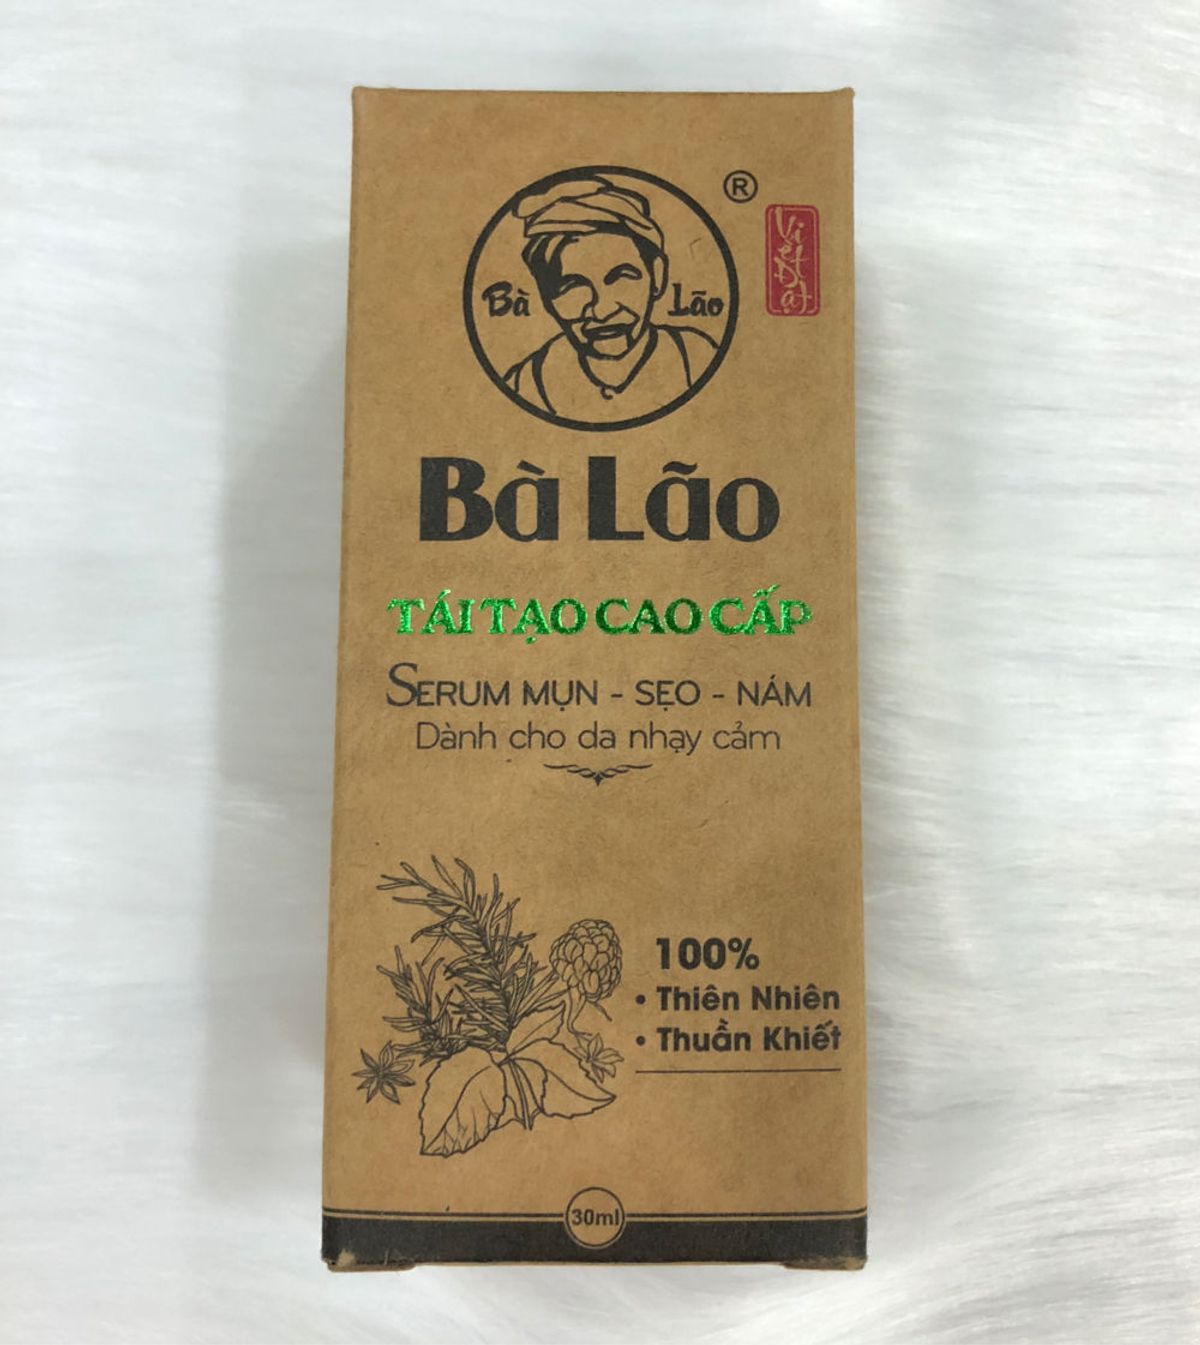 ®
Việt Đạt
Bà Lão
Bà Lão
TÁI TẠO CAO CẤP
SERUM MỤN - SẸO - NÁM
Dành cho da nhạy cảm
100%
• Thiên Nhiên
• Thuần Khiết
30ml